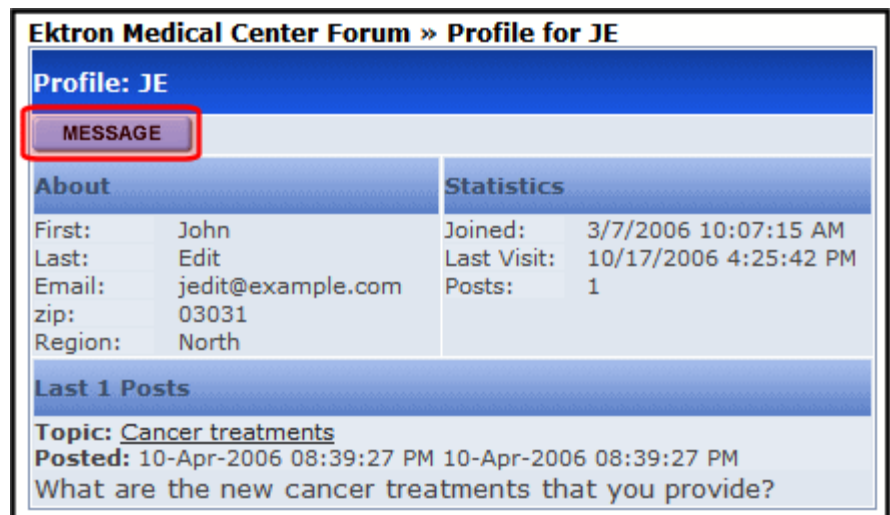 Ektron Medical Center Forum » Profile for JE
Profile: JE
MESSAGE
About
First: John
Last: Edit
Email: jedit@example.com
zip: 03031
Region: North
Statistics
Joined: 3/7/2006 10:07:15 AM
Last Visit: 10/17/2006 4:25:42 PM
Posts: 1
Last 1 Posts
Topic: Cancer treatments
Posted: 10-Apr-2006 08:39:27 PM 10-Apr-2006 08:39:27 PM
What are the new cancer treatments that you provide?